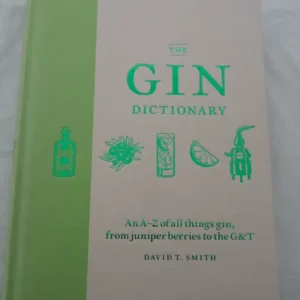 THE
GIN
DICTIONARY
An A–Z of all things gin,
from juniper berries to the G&T
DAVID T. SMITH